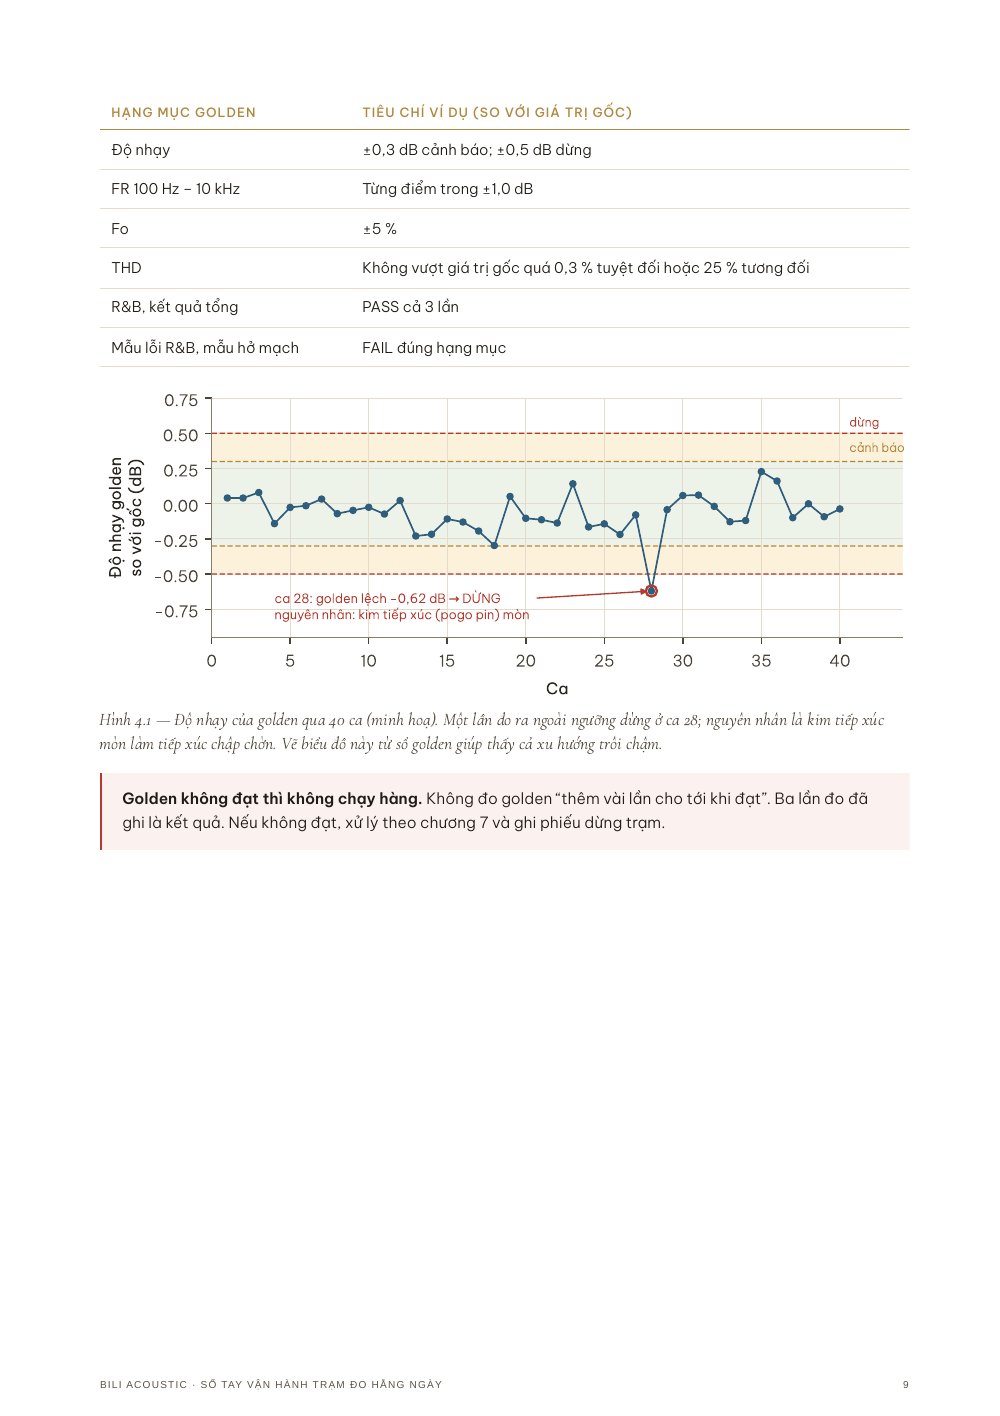 HẠNG MỤC GOLDEN TIÊU CHÍ VÍ DỤ (SO VỚI GIÁ TRỊ GỐC)
Độ nhạy ±0,3 dB cảnh báo; ±0,5 dB dừng
FR 100 Hz – 10 kHz Từng điểm trong ±1,0 dB
Fo ±5 %
THD Không vượt giá trị gốc quá 0,3 % tuyệt đối hoặc 25 % tương đối
R&B, kết quả tổng PASS cả 3 lần
Mẫu lỗi R&B, mẫu hở mạch FAIL đúng hạng mục
0.75
dừng
0.50
cảnh báo
0.25
0.00
−0.25
−0.50
−0.75
Độ nhạy golden
so với gốc (dB)
ca 28: golden lệch −0,62 dB → DỪNG
nguyên nhân: kim tiếp xúc (pogo pin) mòn
0 5 10 15 20 25 30 35 40
Ca
Hình 4.1 — Độ nhạy của golden qua 40 ca (minh hoạ). Một lần đo ra ngoài ngưỡng dừng ở ca 28; nguyên nhân là kim tiếp xúc
mòn làm tiếp xúc chập chờn. Vẽ biểu đồ này từ sổ golden giúp thấy cả xu hướng trôi chậm.
Golden không đạt thì không chạy hàng. Không đo golden “thêm vài lần cho tới khi đạt”. Ba lần đo đã
ghi là kết quả. Nếu không đạt, xử lý theo chương 7 và ghi phiếu dừng trạm.
BILI ACOUSTIC · SỔ TAY VẬN HÀNH TRẠM ĐO HẰNG NGÀY 9